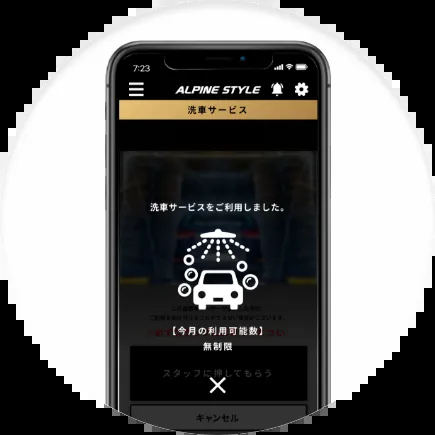 7:23
ALPINE STYLE
洗車サービス
洗車サービスをご利用しました。
【今月の利用可能数】
無制限
スタッフに押してもらう
キャンセル